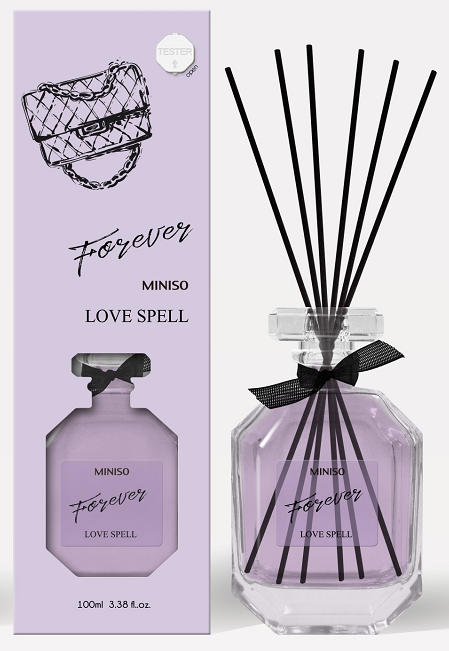 TESTER
open
Forever
MINISO
LOVE SPELL
MINISO
Forever
LOVE SPELL
100ml 3.38 fl.oz.
MINISO
Forever
LOVE SPELL